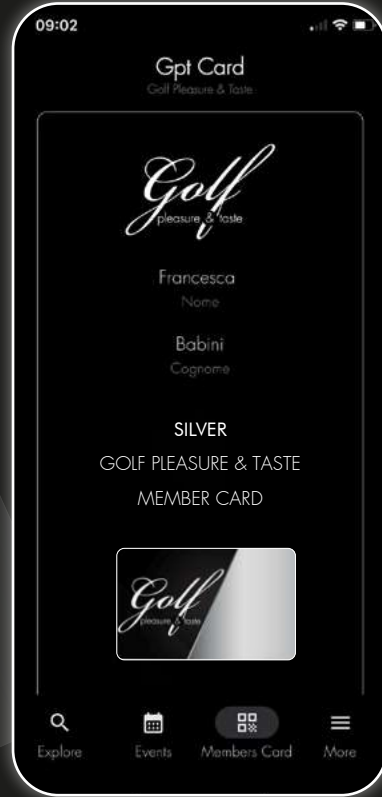 09:02
Gpt Card
Golf Pleasure & Taste
Golf
pleasure & taste
Francesca
Nome
Babini
Cognome
SILVER
GOLF PLEASURE & TASTE
MEMBER CARD
Golf
pleasure & taste
Explore
Events
Members Card
More